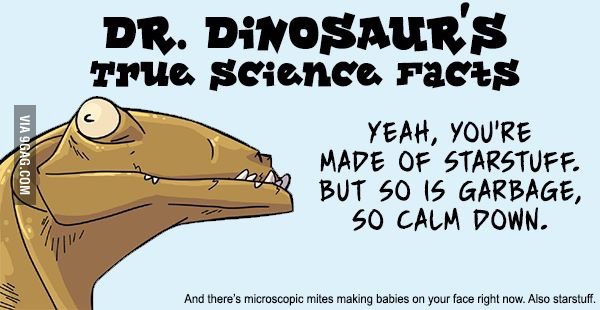 DR. DiNOSAUR'S
True Science Facts
VIA 9GAG.COM
YEAH, YOU'RE
MADE OF STARSTUFF.
BUT SO IS GARBAGE,
SO CALM DOWN.
And there's microscopic mites making babies on your face right now. Also starstuff.